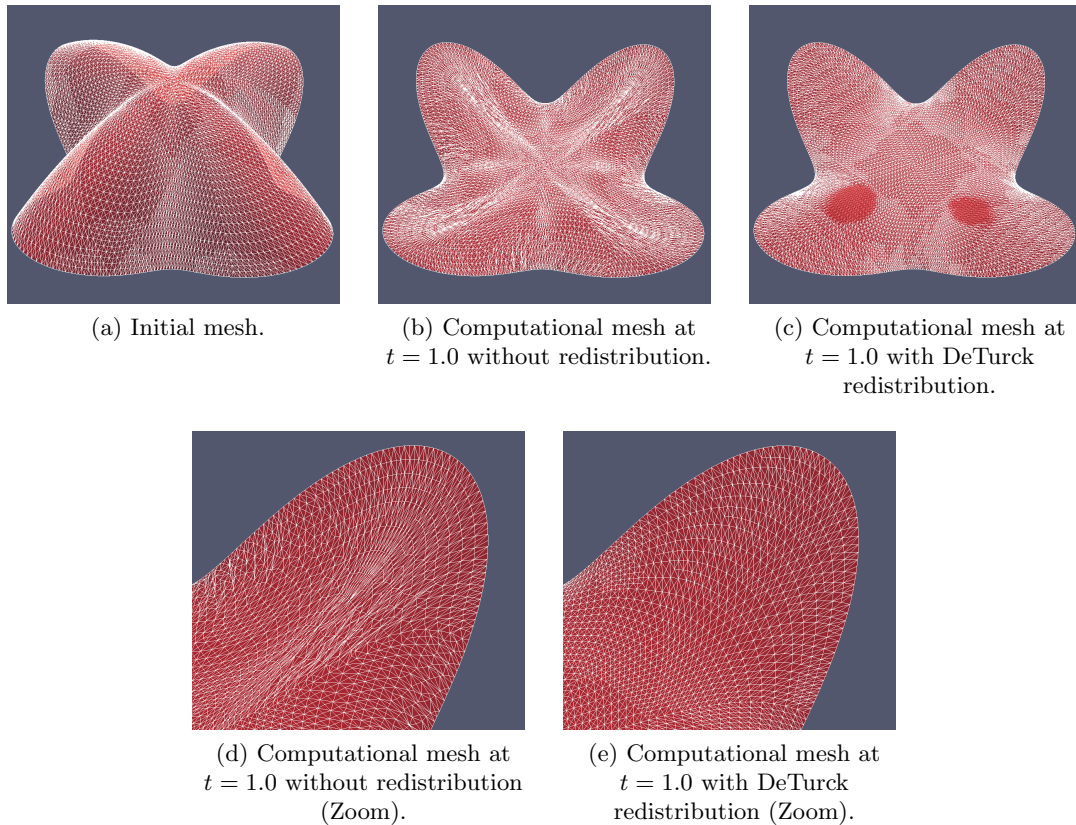 (a) Initial mesh.
(b) Computational mesh at
t = 1.0 without redistribution.
(c) Computational mesh at
t = 1.0 with DeTurck
redistribution.
(d) Computational mesh at
t = 1.0 without redistribution
(Zoom).
(e) Computational mesh at
t = 1.0 with DeTurck
redistribution (Zoom).